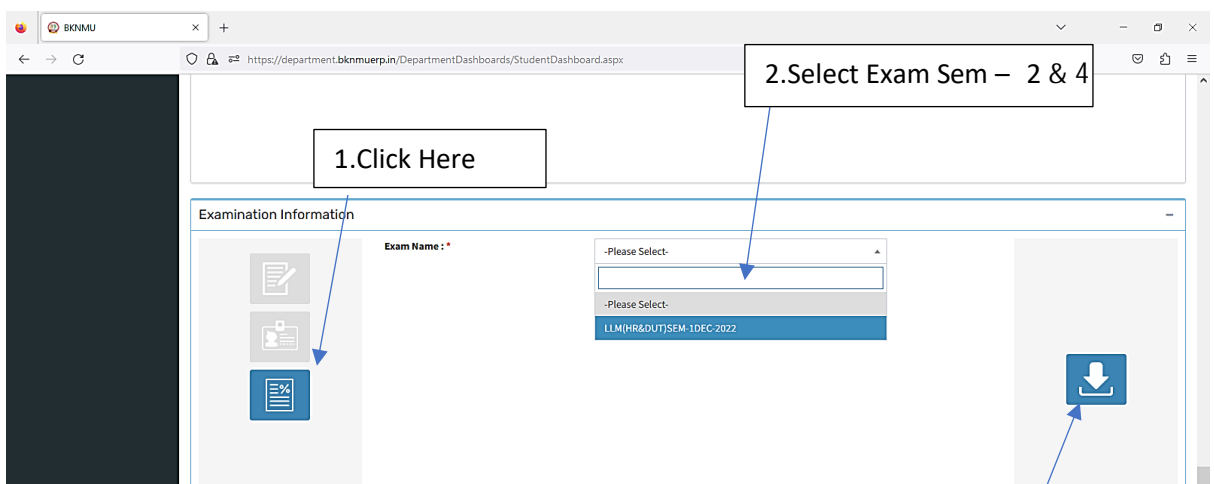 BKNMU
https://department.bknmuerp.in/DepartmentDashboards/StudentDashboard.aspx
2.Select Exam Sem – 2 & 4
1.Click Here
Examination Information
Exam Name : *
-Please Select-
-Please Select-
LLM(HR&DUT)SEM-1DEC-2022